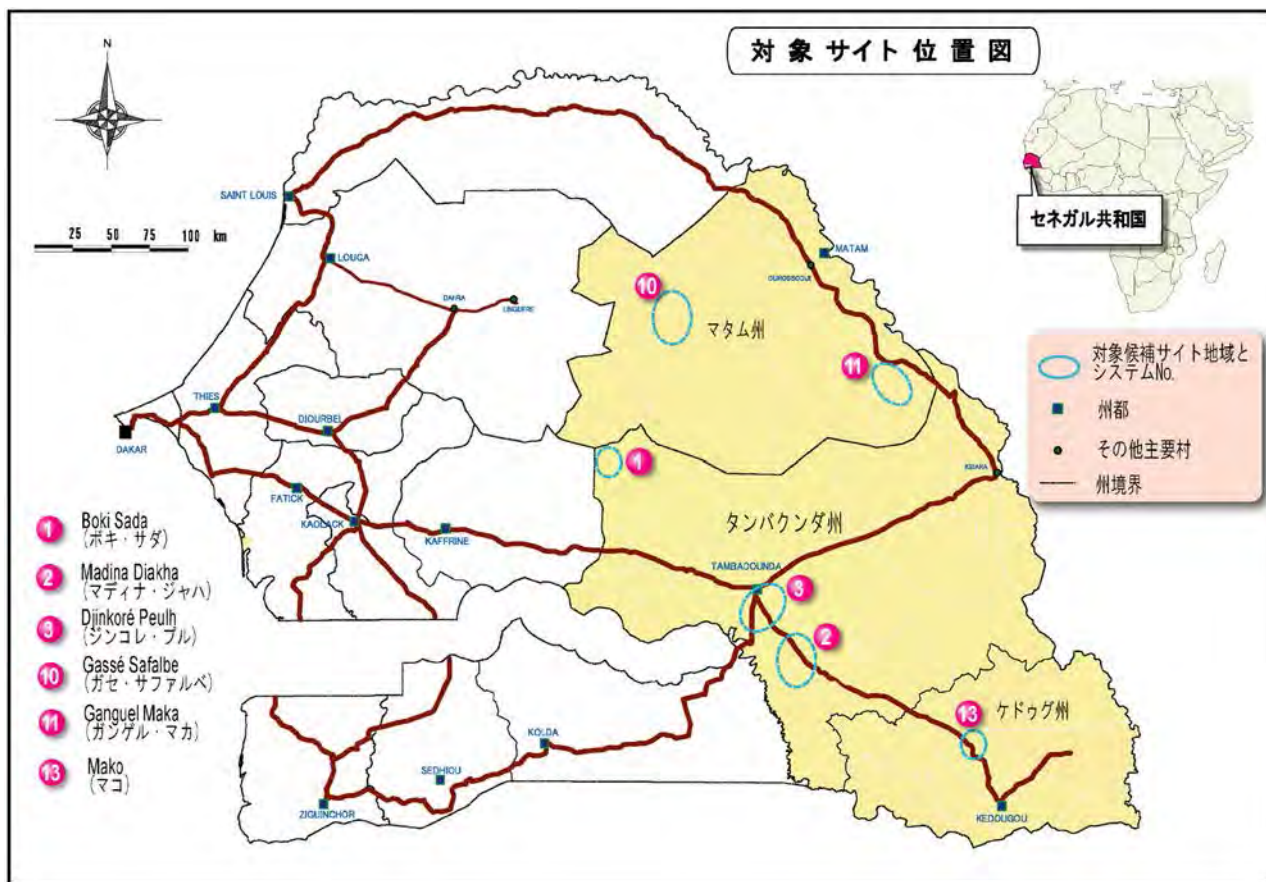 対象サイト位置図
N
SAINT LOUIS
25 50 75 100 km
LOUGA
DAHRA
LINGUERE
MATAM
OUROSSOGUI
セネガル共和国
10
マタム州
11
対象候補サイト地域と
システムNo.
州都
その他主要村
州境界
THIES
DIOURBEL
DAKAR
1
KIDIRA
FATICK
KAOLACK
KAFFRINE
タンバクンダ州
TAMBACOUNDA
3
2
ケドゥグ州
13
KOLDA
SEDHIOU
ZIGUINCHOR
KEDOUGOU
1 Boki Sada
(ボキ・サダ)
2 Madina Diakha
(マディナ・ジャハ)
3 Djinkoré Peulh
(ジンコレ・プル)
10 Gassé Safalbe
(ガセ・サファルベ)
11 Ganguel Maka
(ガンゲル・マカ)
13 Mako
(マコ)